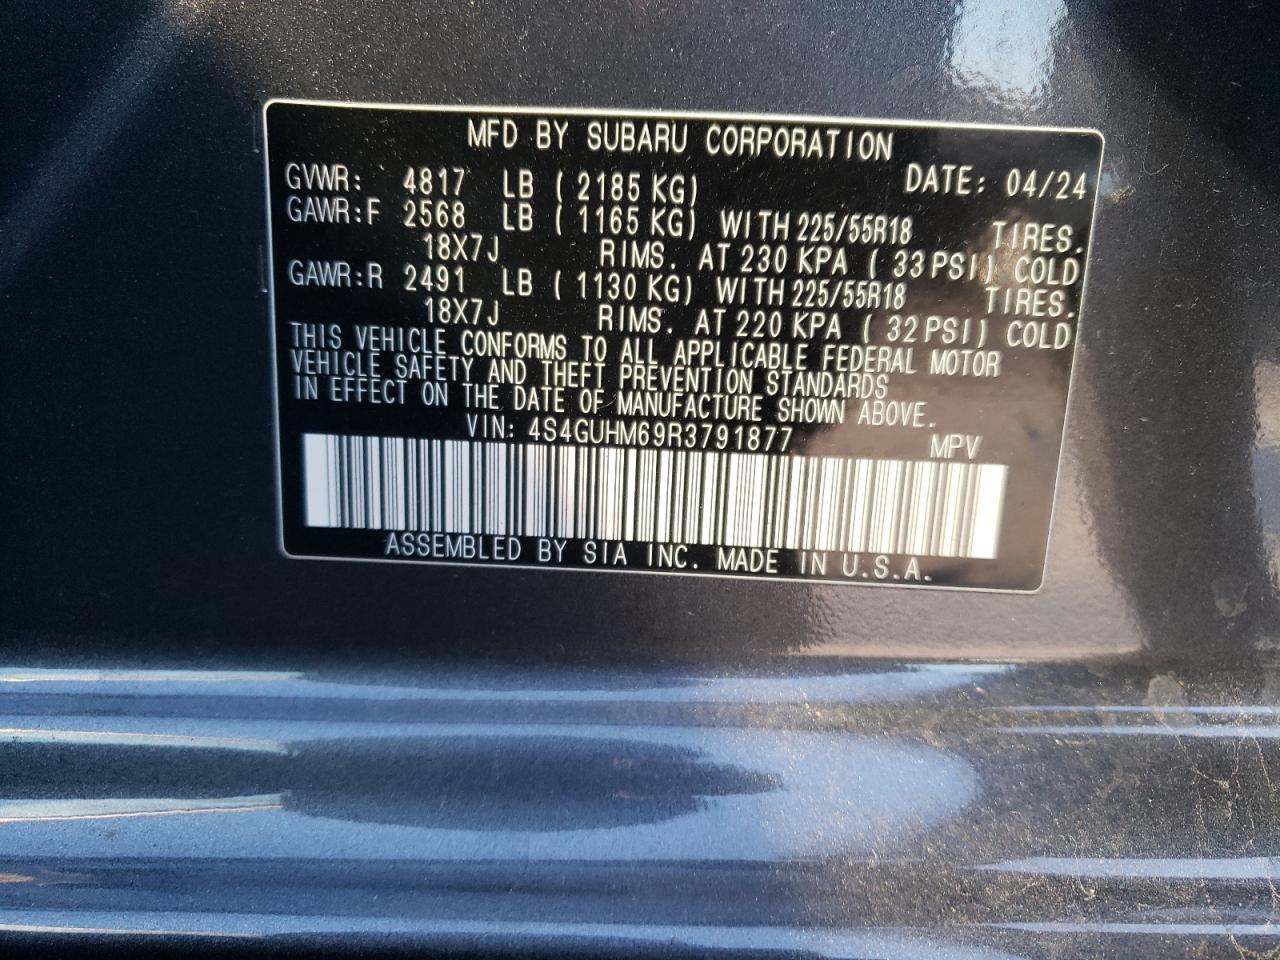 MFD BY SUBARU CORPORATION
GVWR: 4817 LB ( 2185 KG) DATE: 04/24
GAWR:F 2568 LB ( 1165 KG) WITH 225/55R18 TIRES.
18X7J RIMS. AT 230 KPA ( 33 PSI) COLD
GAWR:R 2491 LB ( 1130 KG) WITH 225/55R18 TIRES.
18X7J RIMS. AT 220 KPA ( 32 PSI) COLD
THIS VEHICLE CONFORMS TO ALL APPLICABLE FEDERAL MOTOR
VEHICLE SAFETY AND THEFT PREVENTION STANDARDS
IN EFFECT ON THE DATE OF MANUFACTURE SHOWN ABOVE.
VIN: 4S4GUHM69R3791877 MPV
ASSEMBLED BY SIA INC. MADE IN U.S.A.